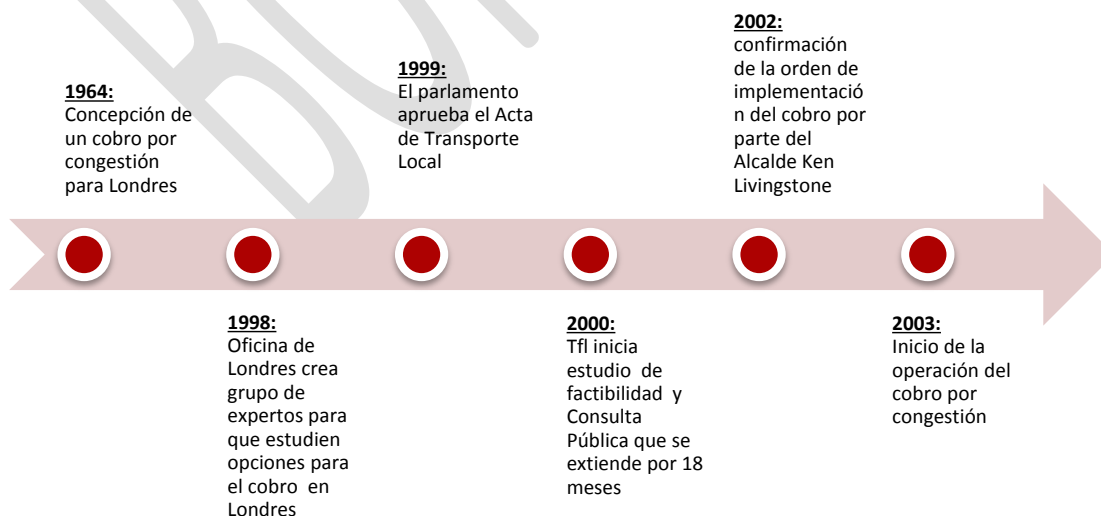 1964:
Concepción de
un cobro por
congestión
para Londres
1998:
Oficina de
Londres crea
grupo de
expertos para
que estudien
opciones para
el cobro  en
Londres
1999:
El parlamento
aprueba el Acta
de Transporte
Local
2000:
Tfl inicia
estudio  de
factibilidad  y
Consulta
Pública que se
extiende por 18
meses
2002:
confirmación
de la orden de
implementació
n del cobro por
parte del
Alcalde Ken
Livingstone
2003:
Inicio de la
operación del
cobro por
congestión